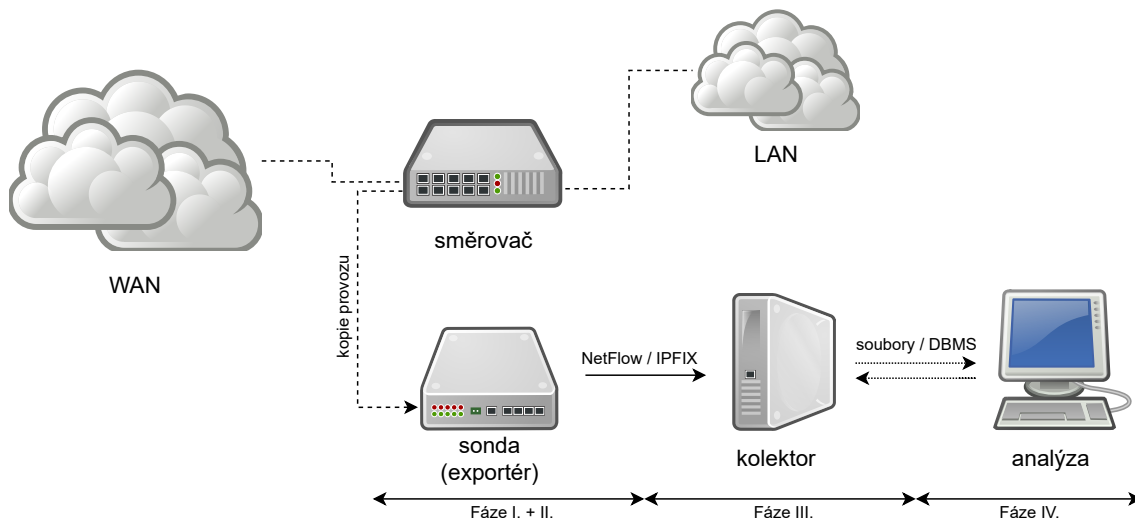 LAN
WAN
směrovač
kopie provozu
NetFlow / IPFIX
soubory / DBMS
sonda
(exportér)
kolektor
analýza
Fáze I. + II.
Fáze III.
Fáze IV.